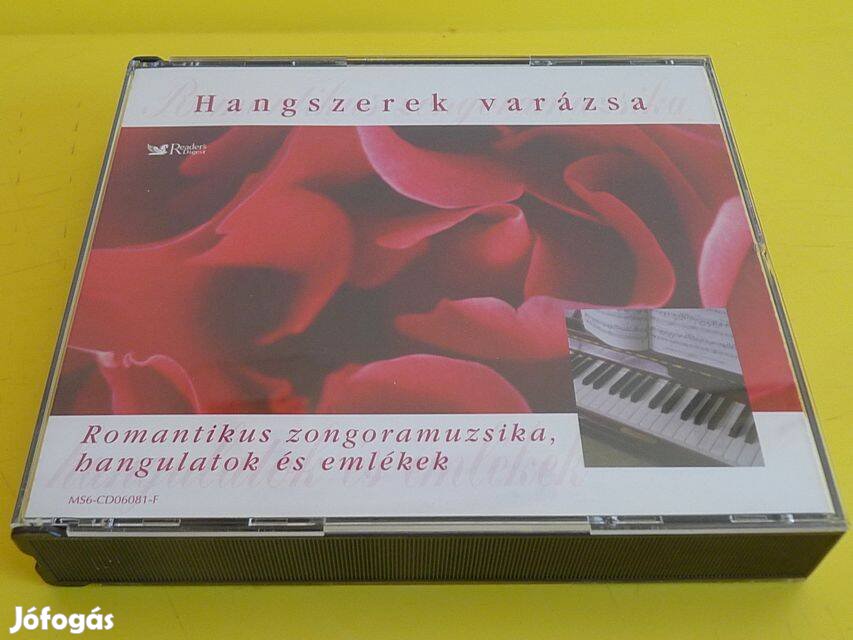 Hangszerek varázsa
Reader's
Digest
Romantikus zongoramuzsika,
hangulatok és emlékek
MS6-CD06081-F
Jófogás